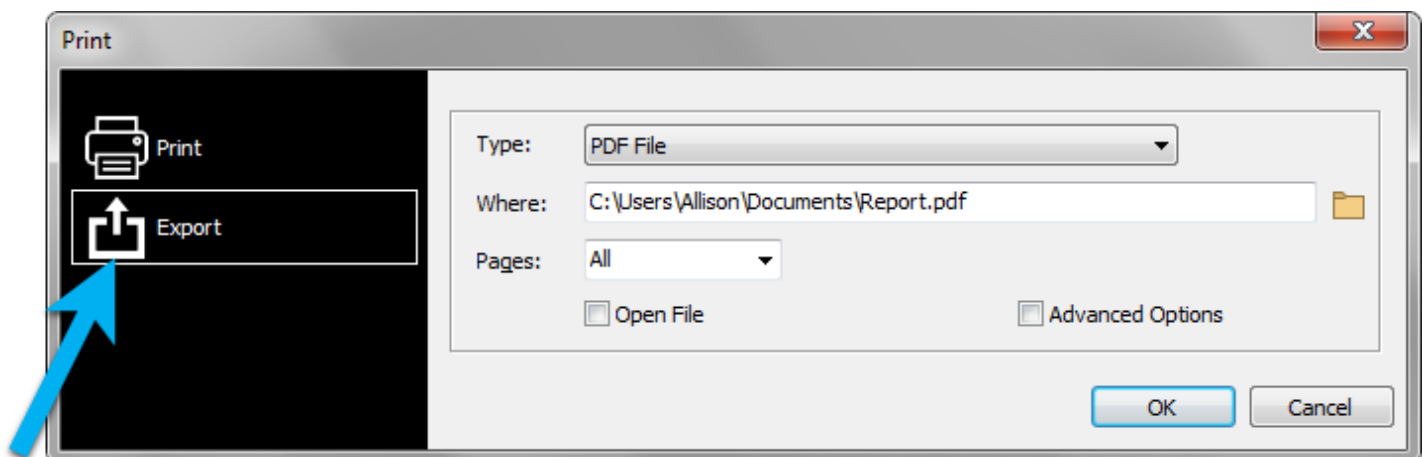 Print
Print
Export
Type: PDF File
Where: C:\Users\Allison\Documents\Report.pdf
Pages: All
Open File Advanced Options
OK Cancel